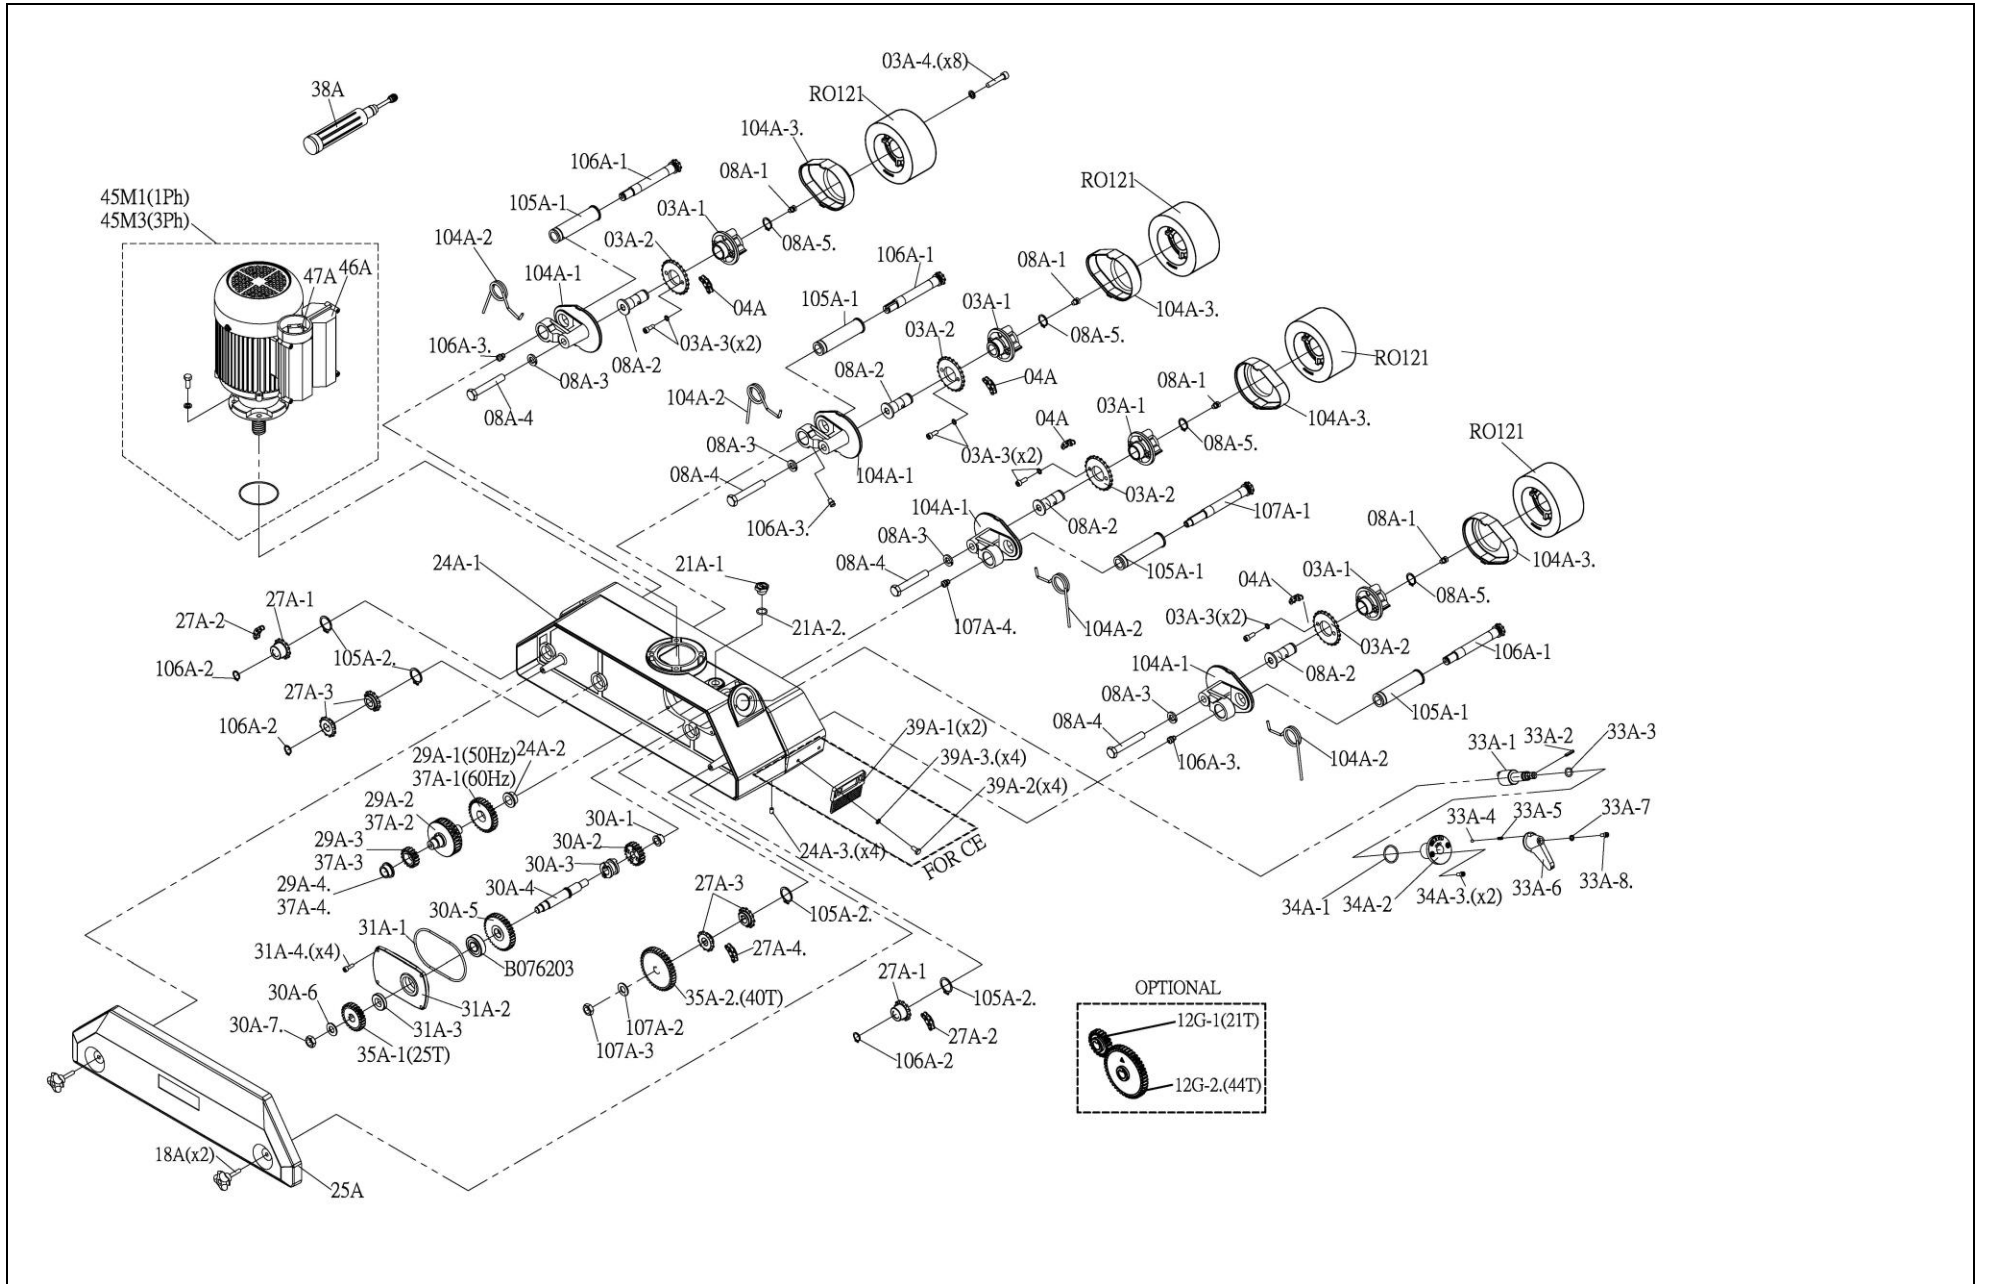 03A-4.(x8)
38A
RO121
104A-3.
106A-1
08A-1
45M1(1Ph)
45M3(3Ph)
105A-1
03A-1
RO121
104A-2
03A-2
08A-5.
106A-1
08A-1
47A
46A
104A-1
04A
105A-1
03A-1
104A-3.
106A-3.
03A-3(x2)
03A-2
08A-5.
RO121
08A-2
08A-3
08A-2
04A
08A-1
08A-4
104A-2
04A
03A-1
104A-3.
RO121
08A-3
03A-3(x2)
08A-5.
08A-4
104A-1
03A-2
106A-3.
104A-1
08A-2
107A-1
08A-3
08A-1
24A-1
21A-1
08A-4
105A-1
03A-1
104A-3.
27A-1
04A
08A-5.
27A-2
21A-2.
107A-4.
104A-2
03A-3(x2)
03A-2
105A-2.
106A-2
104A-1
08A-2
106A-1
27A-3
08A-3
105A-1
106A-2
08A-4
39A-1(x2)
29A-1(50Hz)
24A-2
37A-1(60Hz)
39A-3.(x4)
106A-3.
104A-2
33A-1
33A-2
33A-3
39A-2(x4)
29A-2
37A-2
30A-1
33A-4
33A-5
33A-7
29A-3
30A-2
24A-3.(x4)
37A-3
30A-3
FOR CE
29A-4.
30A-4
27A-3
33A-6
33A-8.
37A-4.
34A-1
34A-2
34A-3.(x2)
30A-5
105A-2.
31A-1
31A-4.(x4)
27A-4.
B076203
27A-1
30A-6
31A-2
35A-2.(40T)
105A-2.
OPTIONAL
30A-7.
31A-3
107A-2
27A-2
12G-1(21T)
35A-1(25T)
107A-3
106A-2
12G-2.(44T)
18A(x2)
25A